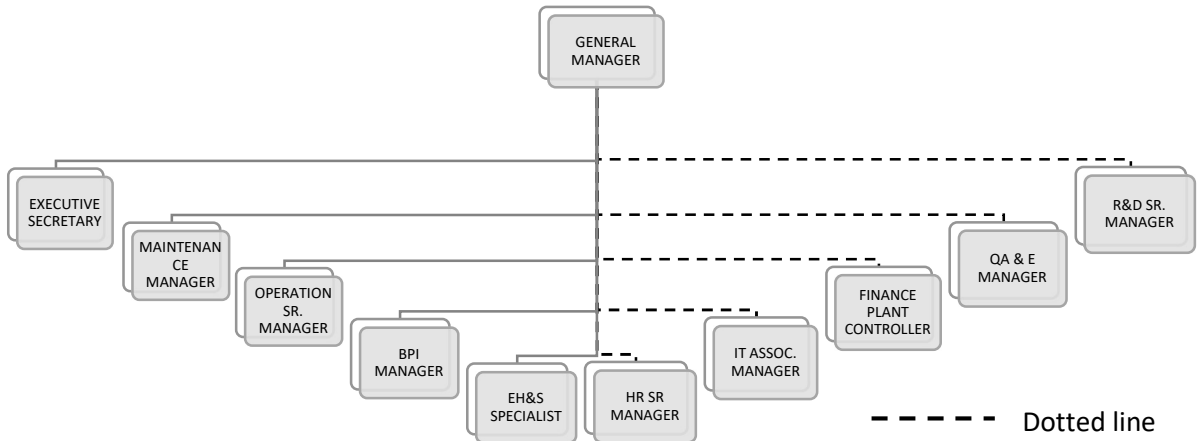 GENERAL
MANAGER
EXECUTIVE
SECRETARY
R&D SR.
MANAGER
MAINTENAN
CE
MANAGER
QA & E
MANAGER
OPERATION
SR.
MANAGER
FINANCE
PLANT
CONTROLLER
BPI
MANAGER
IT ASSOC.
MANAGER
EH&S
SPECIALIST
HR SR
MANAGER
Dotted line